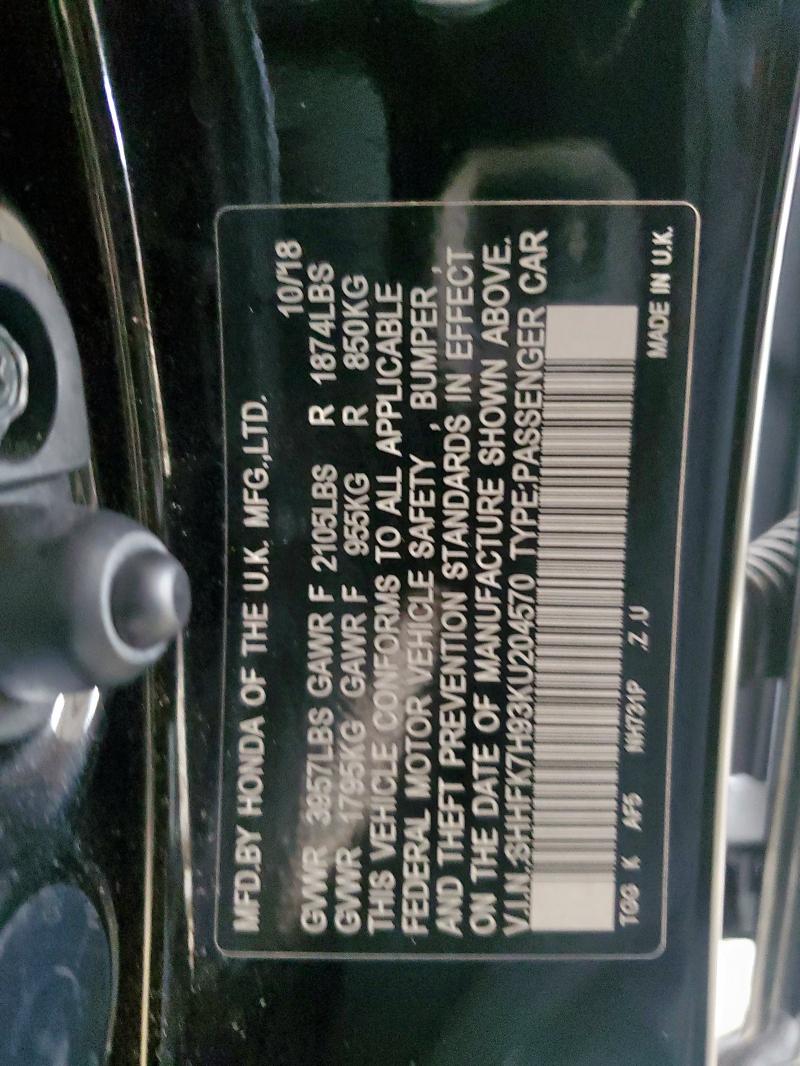 MFD.BY HONDA OF THE U.K. MFG.,LTD. 10/18
GVWR 3957LBS GAWR F 2105LBS R 1874LBS
GVWR 1795KG GAWR F 955KG R 850KG
THIS VEHICLE CONFORMS TO ALL APPLICABLE
FEDERAL MOTOR VEHICLE SAFETY , BUMPER ,
AND THEFT PREVENTION STANDARDS IN EFFECT
ON THE DATE OF MANUFACTURE SHOWN ABOVE.
V.I.N.:SHHFK7H93KU204570 TYPE:PASSENGER CAR
TGG K AF5 NH731P .Z .U MADE IN U.K.